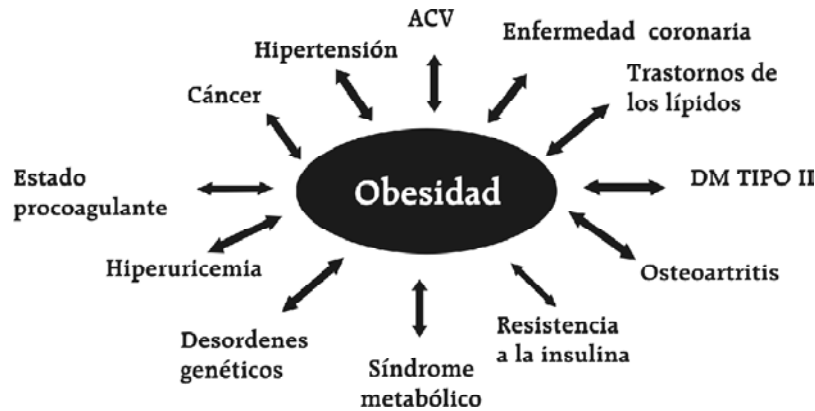 ACV
Enfermedad coronaria
Hipertensión
Trastornos de
los lípidos
Cáncer
Estado
procoagulante
Obesidad
DM TIPO II
Hiperuricemia
Osteoartritis
Desordenes
genéticos
Síndrome
metabólico
Resistencia
a la insulina